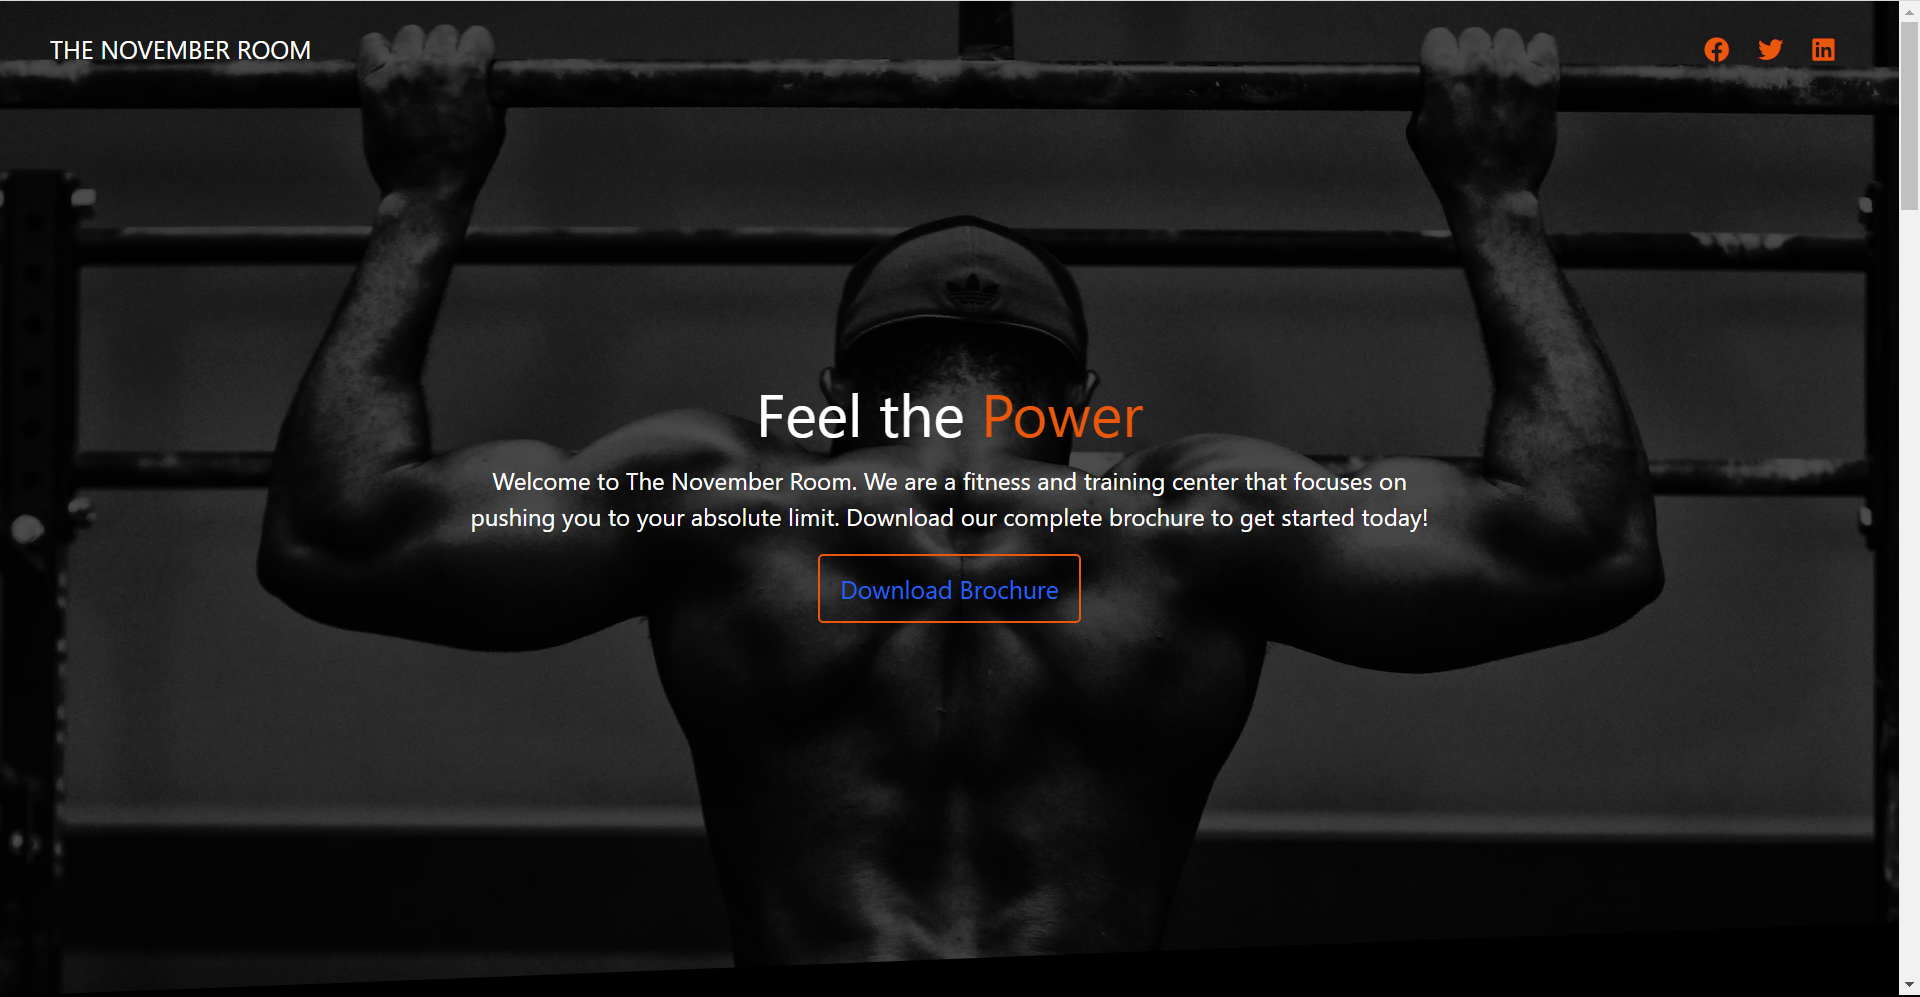 THE NOVEMBER ROOM
Feel the Power
Welcome to The November Room. We are a fitness and training center that focuses on
pushing you to your absolute limit. Download our complete brochure to get started today!
Download Brochure